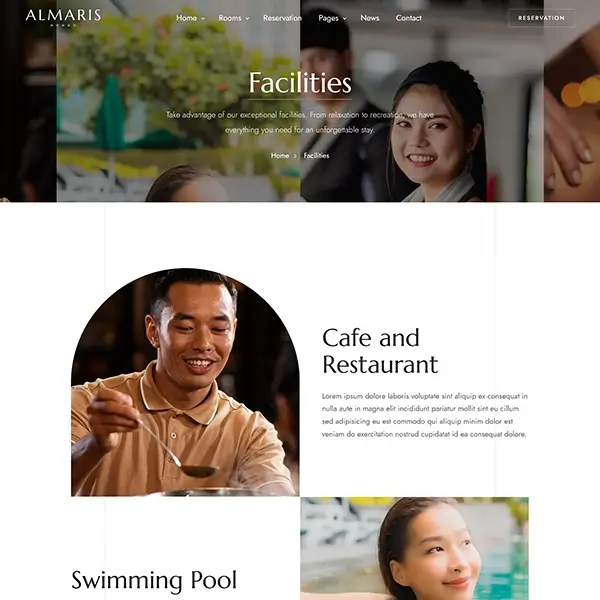 ALMARIS
Home Rooms Reservation Pages News Contact
RESERVATION
Facilities
Take advantage of our exceptional facilities. From relaxation to recreation, we have
everything you need for an unforgettable stay.
Home Facilities
Cafe and
Restaurant
Lorem ipsum dolore laboris voluptate sint aliquip ex consequat in
nulla aute in magna elit incididunt pariatur mollit sint eu cillum
sed adipisicing eu est commodo qui aliquip minim dolor est
veniam do exercitation nostrud cupidatat id ea consequat dolore.
Swimming Pool